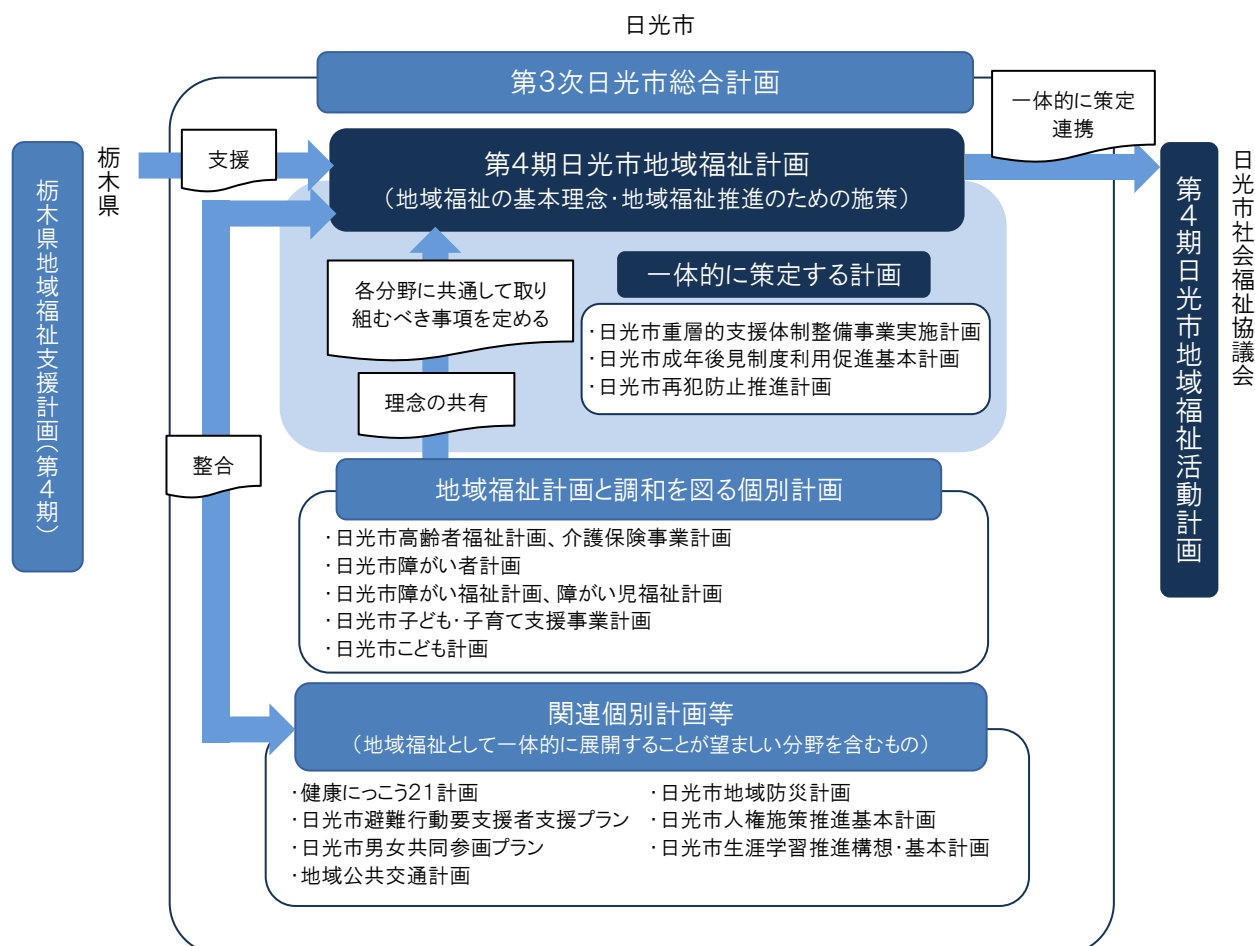 日光市
第3次日光市総合計画
一体的に策定
連携
栃木県
支援
第4期日光市地域福祉計画
(地域福祉の基本理念・地域福祉推進のための施策)
栃木県地域福祉支援計画(第4期)
日光市社会福祉協議会
第4期日光市地域福祉活動計画
各分野に共通して取り
組むべき事項を定める
一体的に策定する計画
・日光市重層的支援体制整備事業実施計画
・日光市成年後見制度利用促進基本計画
・日光市再犯防止推進計画
理念の共有
整合
地域福祉計画と調和を図る個別計画
・日光市高齢者福祉計画、介護保険事業計画
・日光市障がい者計画
・日光市障がい福祉計画、障がい児福祉計画
・日光市子ども・子育て支援事業計画
・日光市こども計画
関連個別計画等
(地域福祉として一体的に展開することが望ましい分野を含むもの)
・健康にっこう21計画
・日光市避難行動要支援者支援プラン
・日光市男女共同参画プラン
・地域公共交通計画
・日光市地域防災計画
・日光市人権施策推進基本計画
・日光市生涯学習推進構想・基本計画